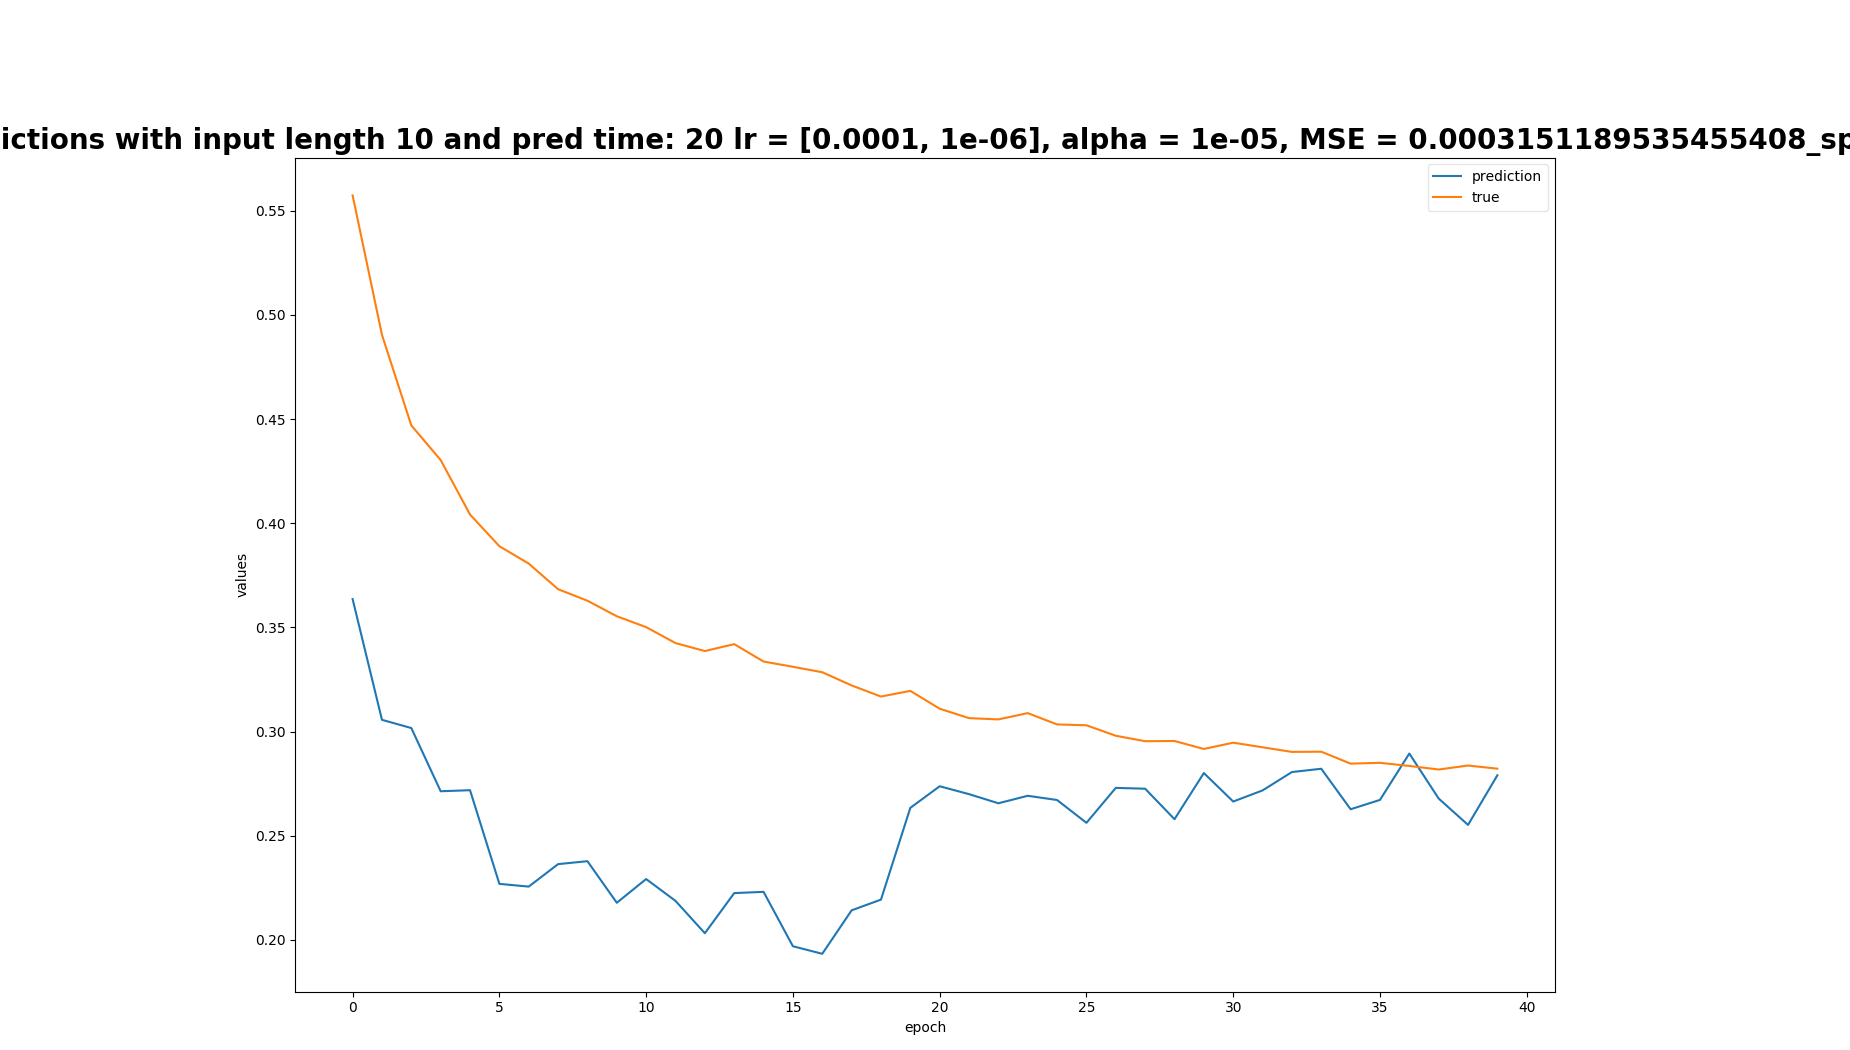 ictions with input length 10 and pred time: 20 lr = [0.0001, 1e-06], alpha = 1e-05, MSE = 0.0003151189535455408_sp
prediction
true
0.55
0.50
0.45
0.40
0.35
0.30
0.25
0.20
values
0 5 10 15 20 25 30 35 40
epoch